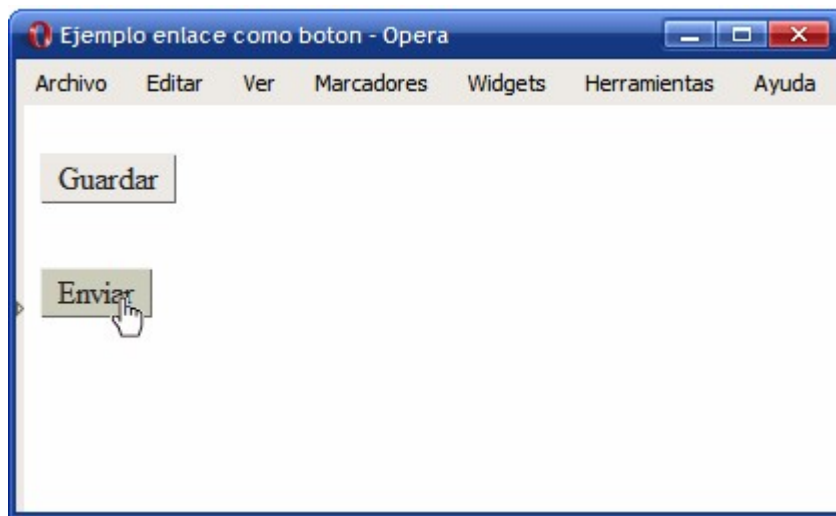 Ejemplo enlace como boton - Opera
Archivo Editar Ver Marcadores Widgets Herramientas Ayuda
Guardar
Enviar